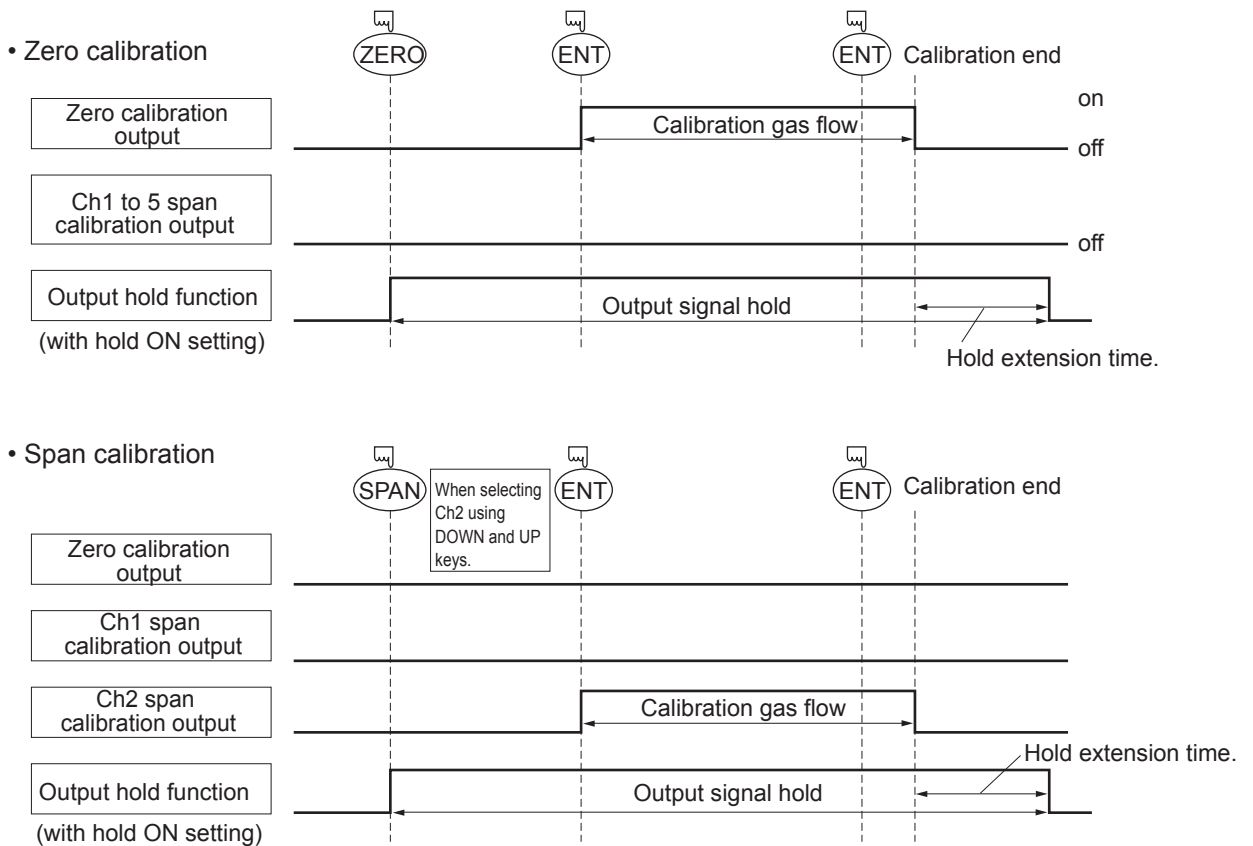 • Zero calibration
ZERO
ENT
ENT
Calibration end
Zero calibration
output
Calibration gas flow
on
off
Ch1 to 5 span
calibration output
off
Output hold function
(with hold ON setting)
Output signal hold
Hold extension time.
• Span calibration
SPAN
When selecting
Ch2 using
DOWN and UP
keys.
ENT
ENT
Calibration end
Zero calibration
output
Ch1 span
calibration output
Ch2 span
calibration output
Calibration gas flow
Hold extension time.
Output hold function
(with hold ON setting)
Output signal hold